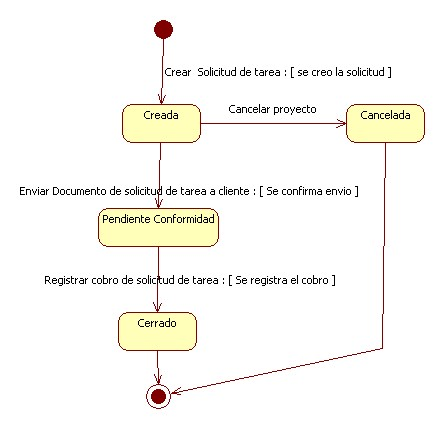 Crear  Solicitud de tarea : [ se creo la solicitud ]
Creada
Cancelar proyecto
Cancelada
Enviar Documento de solicitud de tarea a cliente : [ Se confirma envio ]
Pendiente Conformidad
Registrar cobro de solicitud de tarea : [ Se registra el cobro ]
Cerrado